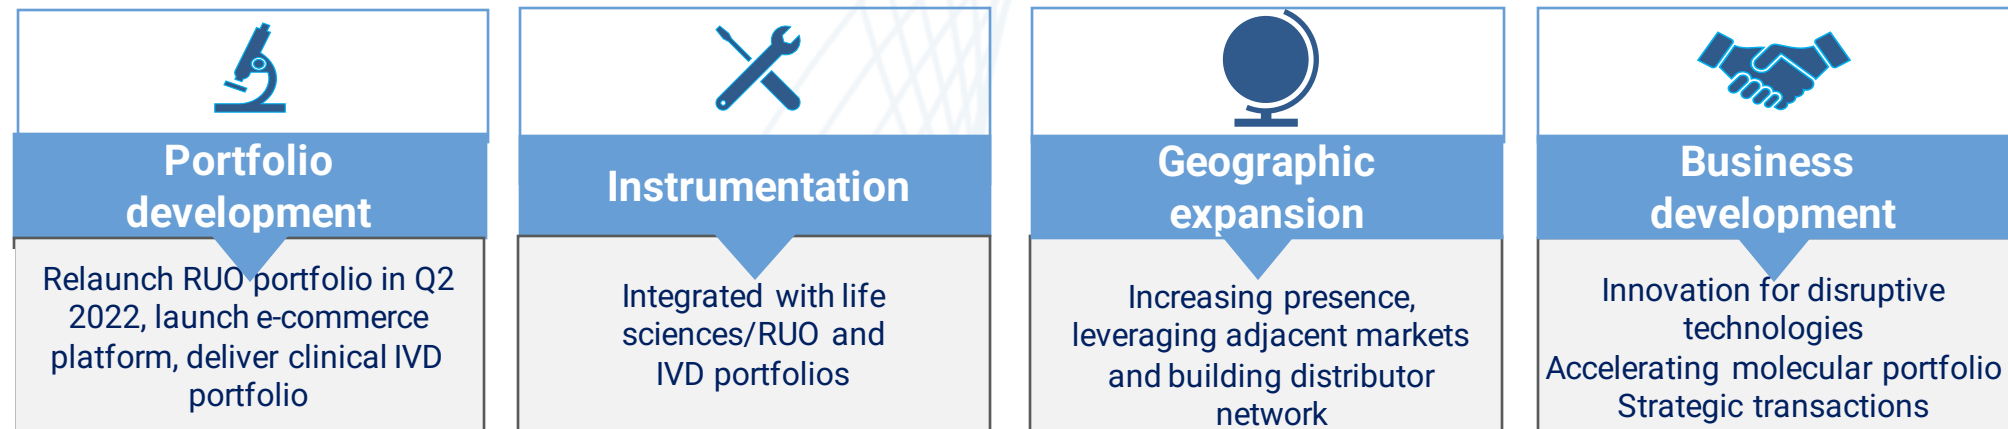 Portfolio
development
Relaunch RUO portfolio in Q2
2022, launch e-commerce
platform, deliver clinical IVD
portfolio
Instrumentation
Integrated with life
sciences/RUO and
IVD portfolios
Geographic
expansion
Increasing presence,
leveraging adjacent markets
and building distributor
network
Business
development
Innovation for disruptive
technologies
Accelerating molecular portfolio
Strategic transactions